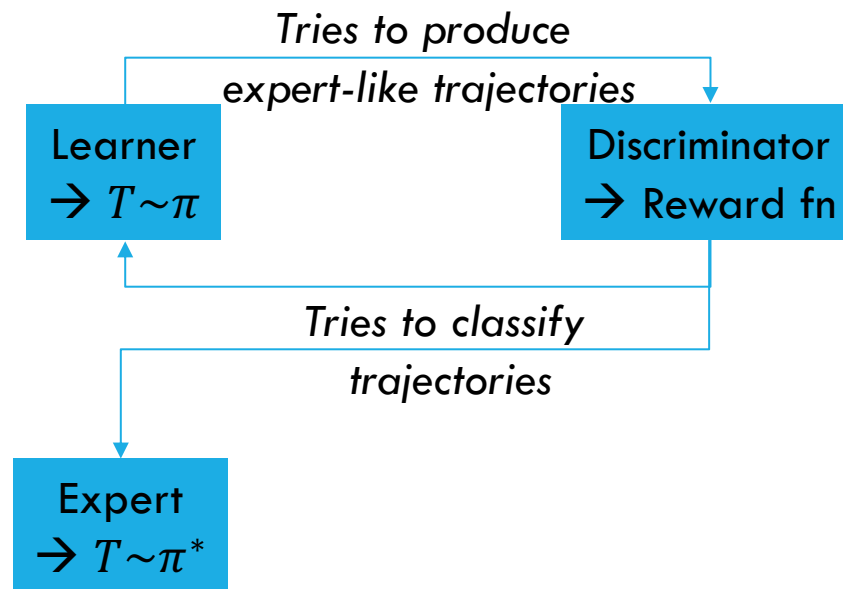 Tries to produce
expert-like trajectories
Learner
→ T~π
Discriminator
→ Reward fn
Tries to classify
trajectories
Expert
→ T~π*